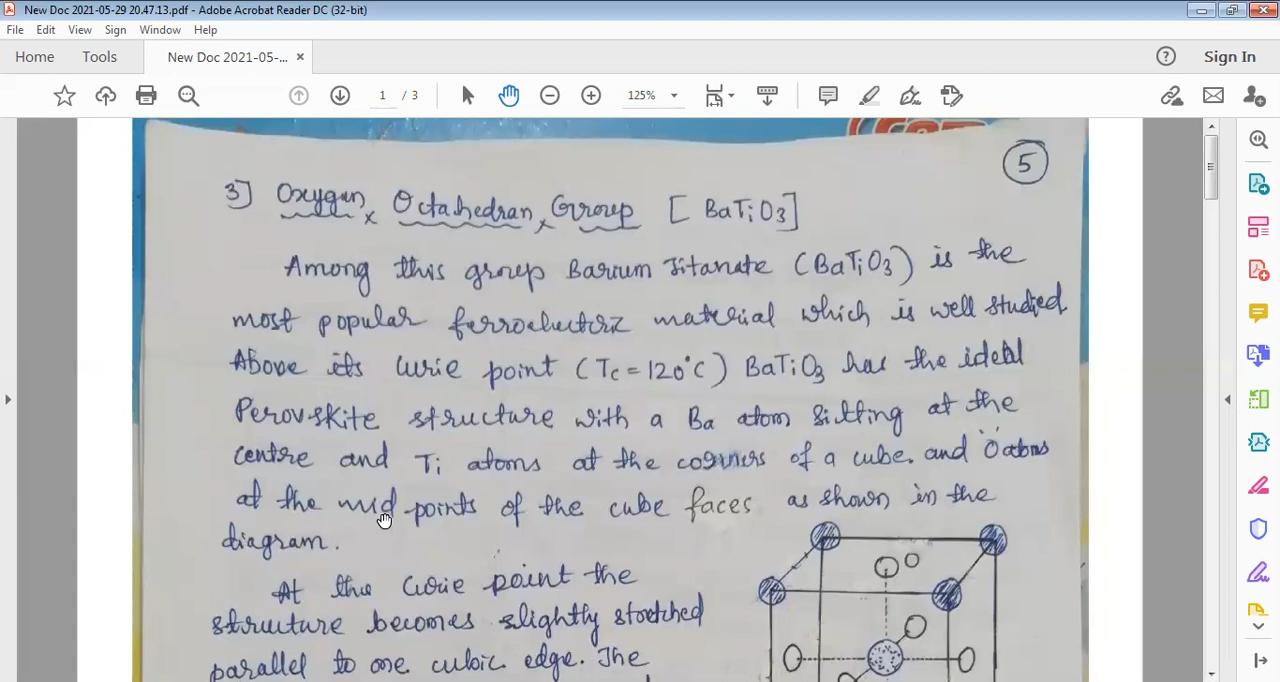 New Doc 2021-05-29 20.47.13.pdf - Adobe Acrobat Reader DC (32-bit)
File Edit View Sign Window Help
Home Tools New Doc 2021-05-... × Sign In
1 / 3 125%
5
3] Oxygen x Octahedran x Group [BaTiO3]
Among this group Barium Titanate (BaTiO3) is the
most popular material which is well studied
Above its Curie point (Tc = 120°C) BaTiO3 has the ideal
Perovskite structure with a Ba atom sitting at the
centre and Ti atoms at the corners of a cube. and 'O' atoms
at the mid points of the cube faces as shown in the
diagram.
At the Curie point the
structure becomes slightly stretched
parallel to one cubic edge. The
O